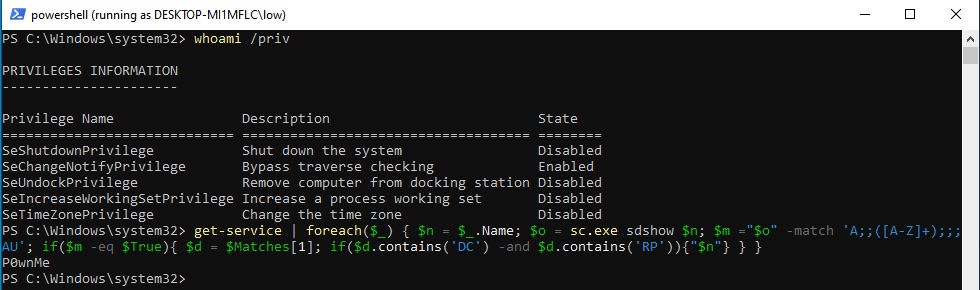 powershell (running as DESKTOP-MI1MFLC\low)
PS C:\Windows\system32> whoami /priv
PRIVILEGES INFORMATION
----------------------
Privilege Name                Description                          State
============================= ==================================== ========
SeShutdownPrivilege           Shut down the system                 Disabled
SeChangeNotifyPrivilege       Bypass traverse checking             Enabled
SeUndockPrivilege             Remove computer from docking station Disabled
SeIncreaseWorkingSetPrivilege Increase a process working set       Disabled
SeTimeZonePrivilege           Change the time zone                 Disabled
PS C:\Windows\system32> get-service | foreach($_) { $n = $_.Name; $o = sc.exe sdshow $n; $m ="$o" -match 'A;;([A-Z]+);;;
AU'; if($m -eq $True){ $d = $Matches[1]; if($d.contains('DC') -and $d.contains('RP')){"$n"} } }
P0wnMe
PS C:\Windows\system32>